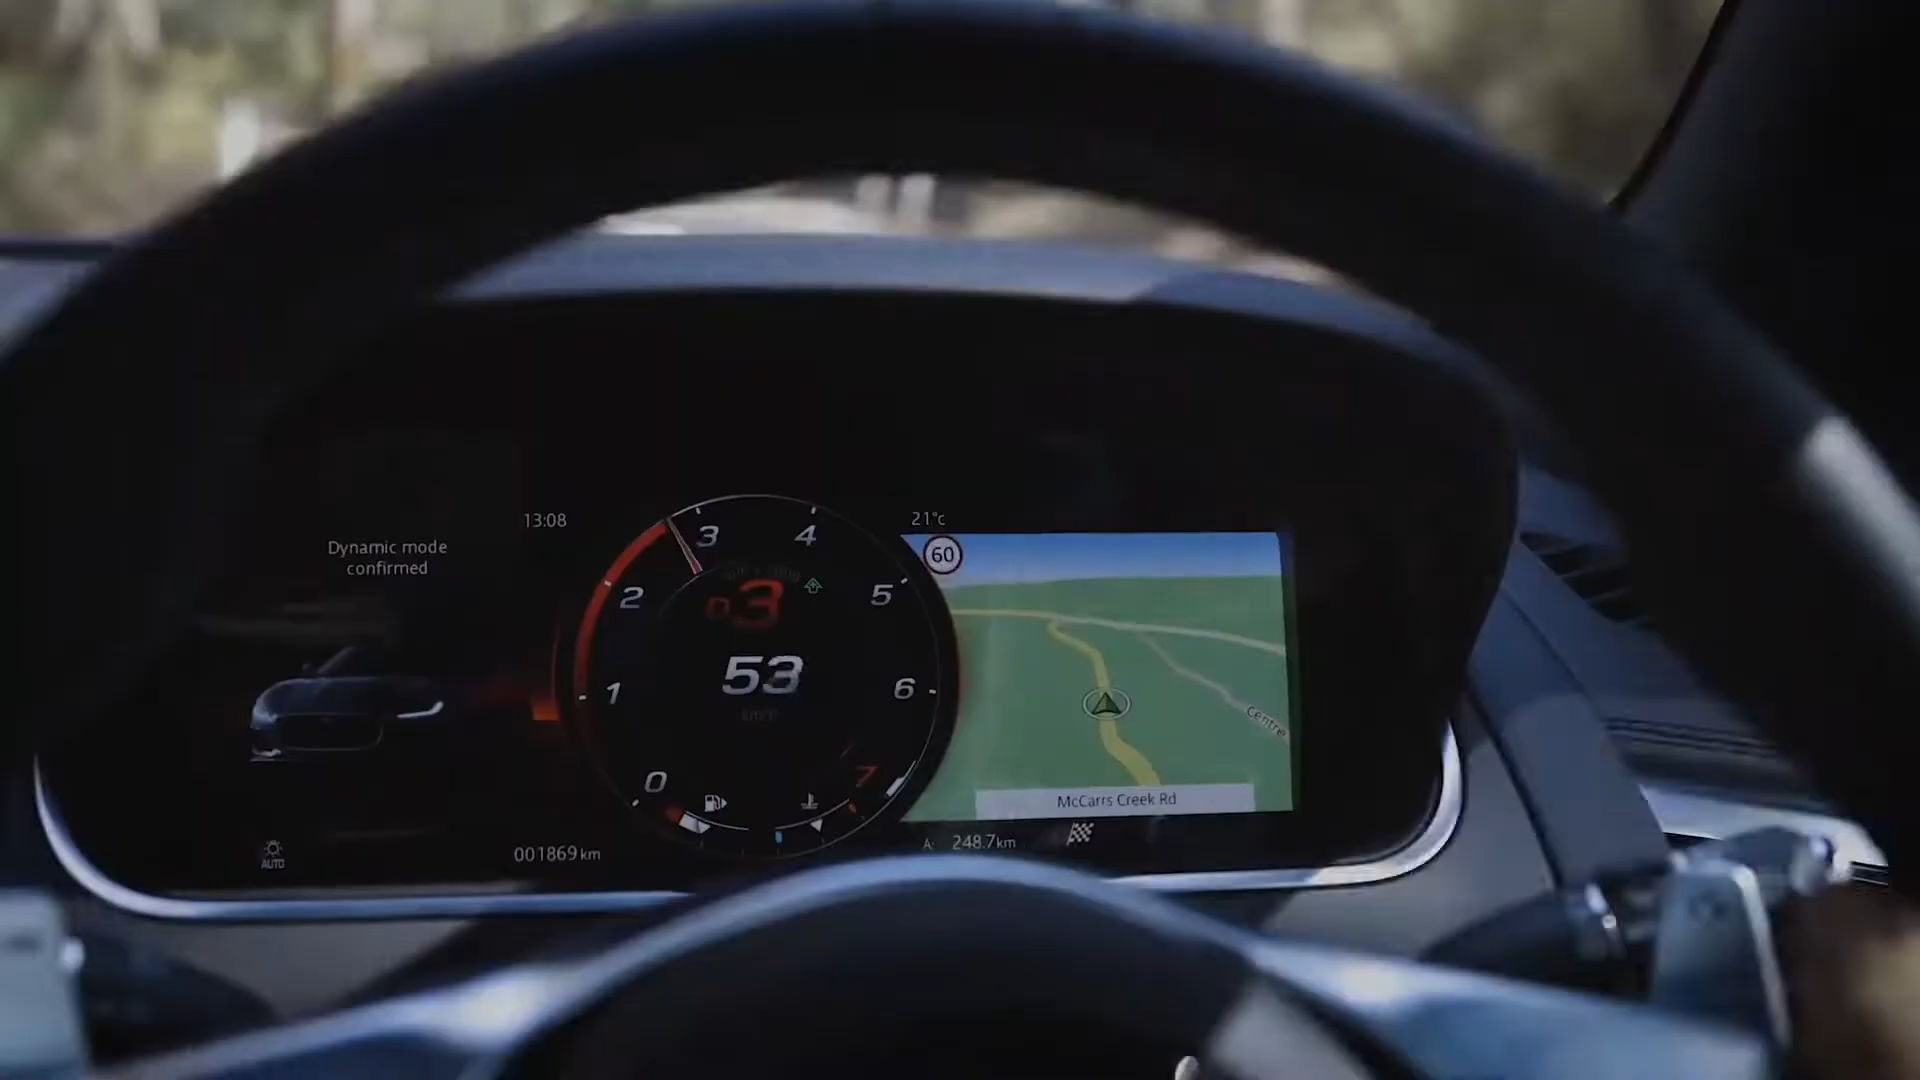 13:08
21°c
Dynamic mode
confirmed
60
3
4
2
5
D3
53
km/h
1
6
0
7
Centre
McCarrs Creek Rd
AUTO
001869 km
A: 248.7km